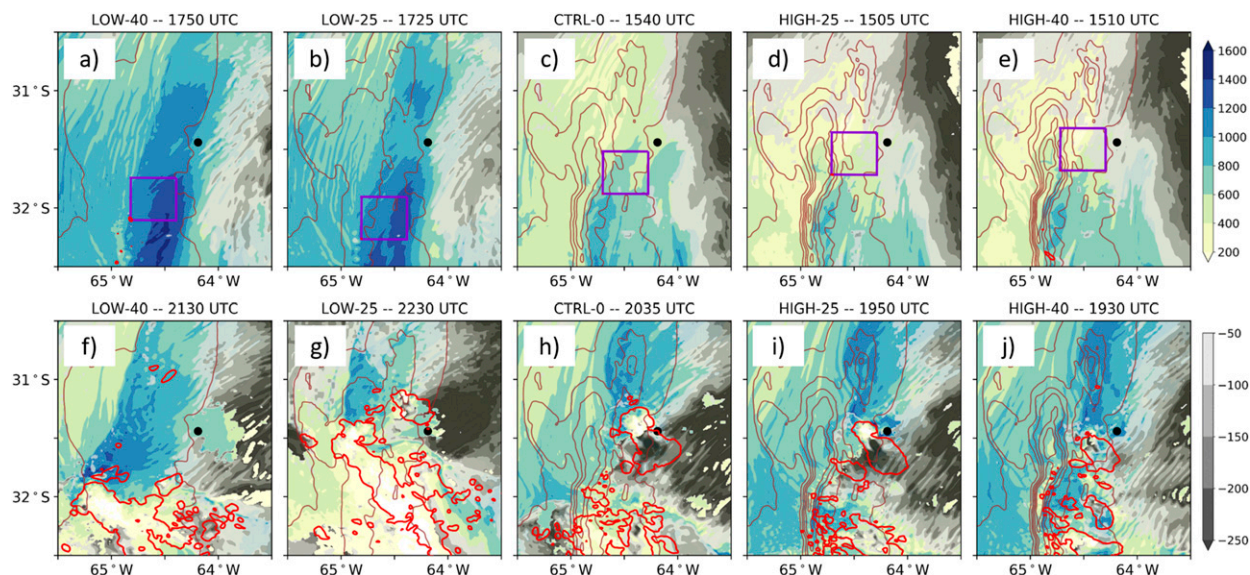 LOW-40 -- 1750 UTC
LOW-25 -- 1725 UTC
CTRL-0 -- 1540 UTC
HIGH-25 -- 1505 UTC
HIGH-40 -- 1510 UTC
a)
b)
c)
d)
e)
31°S
32°S
65°W 64°W
65°W 64°W
65°W 64°W
65°W 64°W
65°W 64°W
1600
1400
1200
1000
800
600
400
200
LOW-40 -- 2130 UTC
LOW-25 -- 2230 UTC
CTRL-0 -- 2035 UTC
HIGH-25 -- 1950 UTC
HIGH-40 -- 1930 UTC
f)
g)
h)
i)
j)
31°S
32°S
65°W 64°W
65°W 64°W
65°W 64°W
65°W 64°W
65°W 64°W
−50
−100
−150
−200
−250